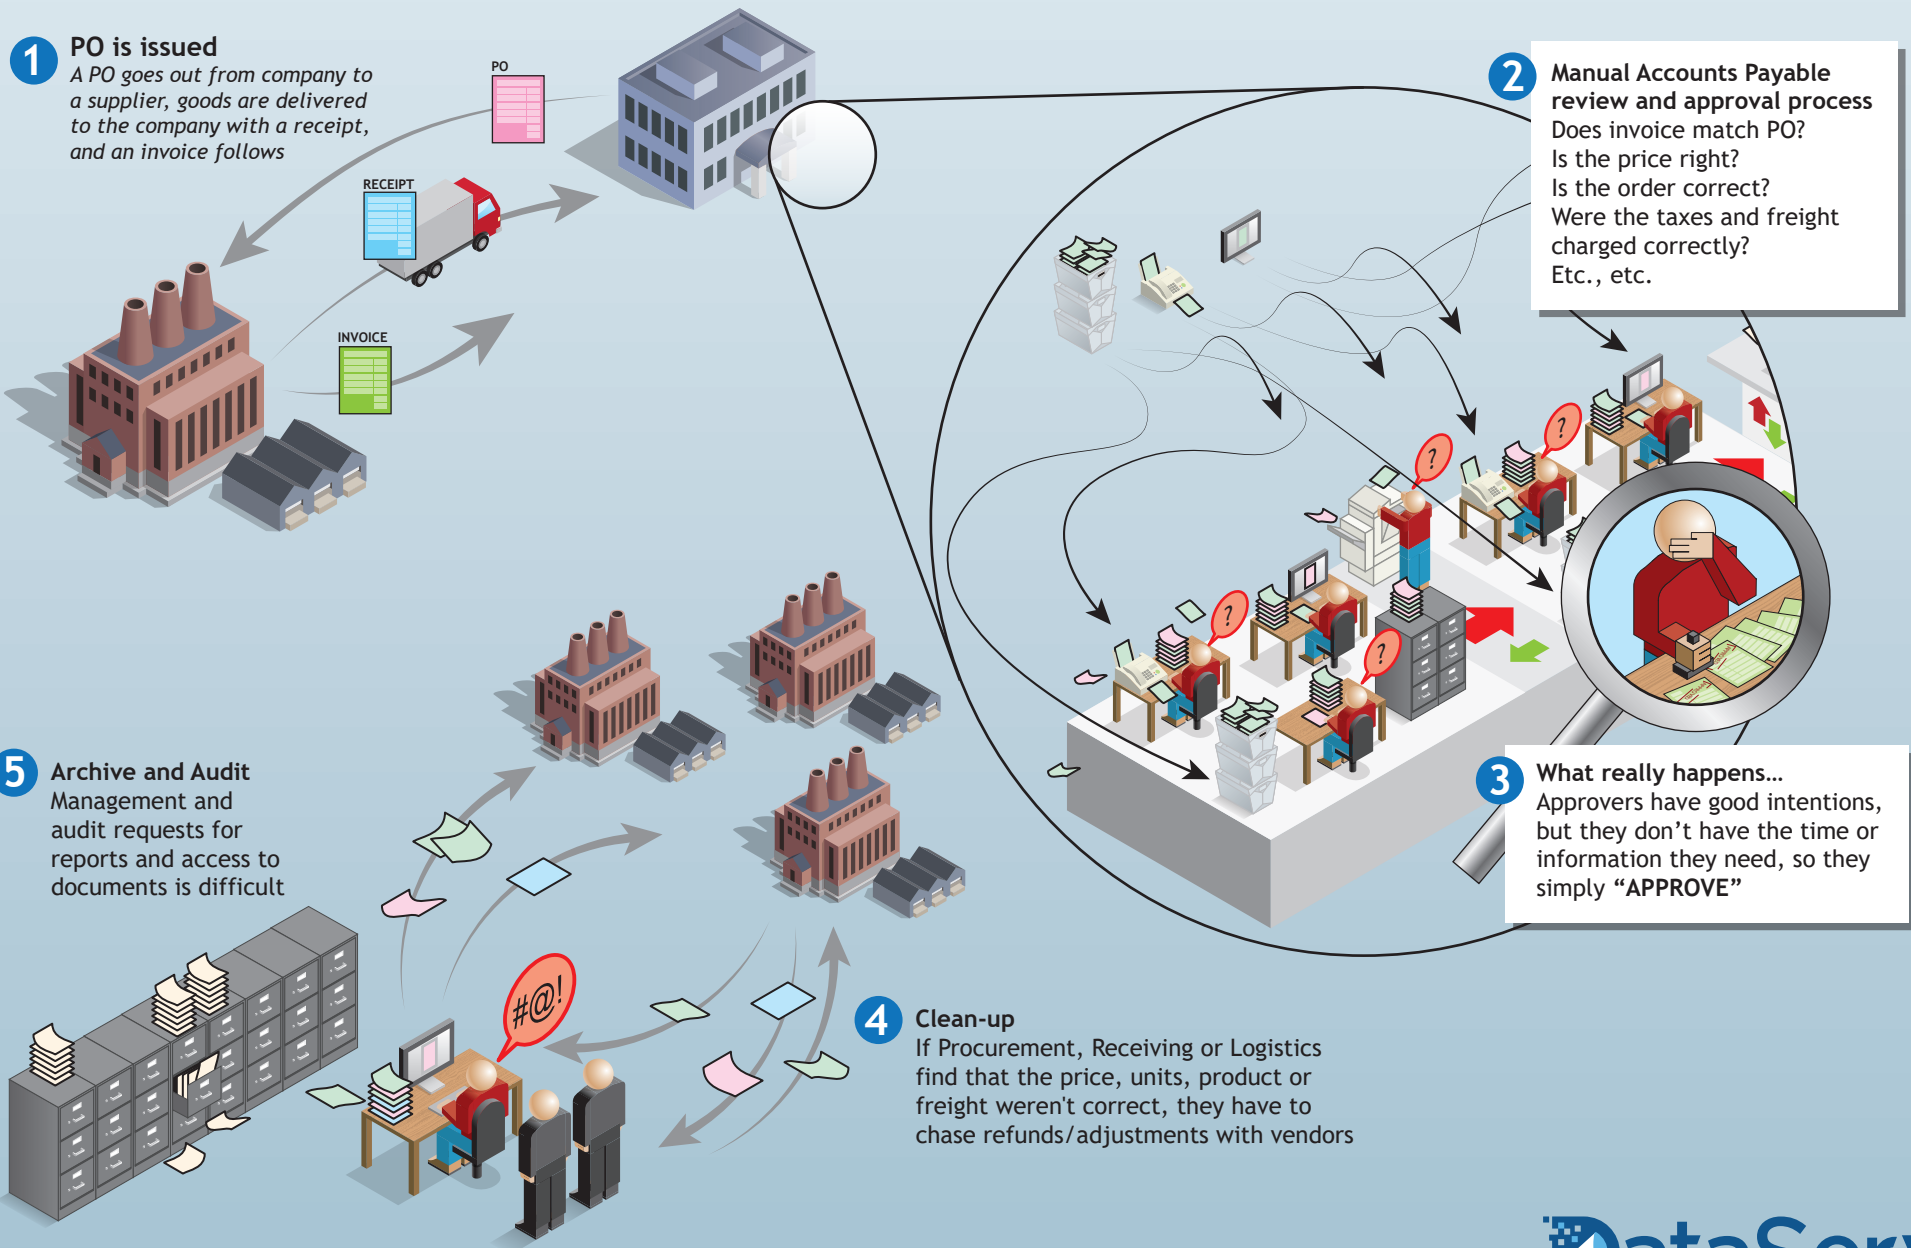 1
PO is issued
A PO goes out from company to
a supplier, goods are delivered
to the company with a receipt,
and an invoice follows
PO
RECEIPT
INVOICE
2
Manual Accounts Payable
review and approval process
Does invoice match PO?
Is the price right?
Is the order correct?
Were the taxes and freight
charged correctly?
Etc., etc.
?
?
?
?
3
What really happens…
Approvers have good intentions,
but they don’t have the time or
information they need, so they
simply “APPROVE”
4
Clean-up
If Procurement, Receiving or Logistics
find that the price, units, product or
freight weren't correct, they have to
chase refunds/adjustments with vendors
5
Archive and Audit
Management and
audit requests for
reports and access to
documents is difficult
#@!
DataServ